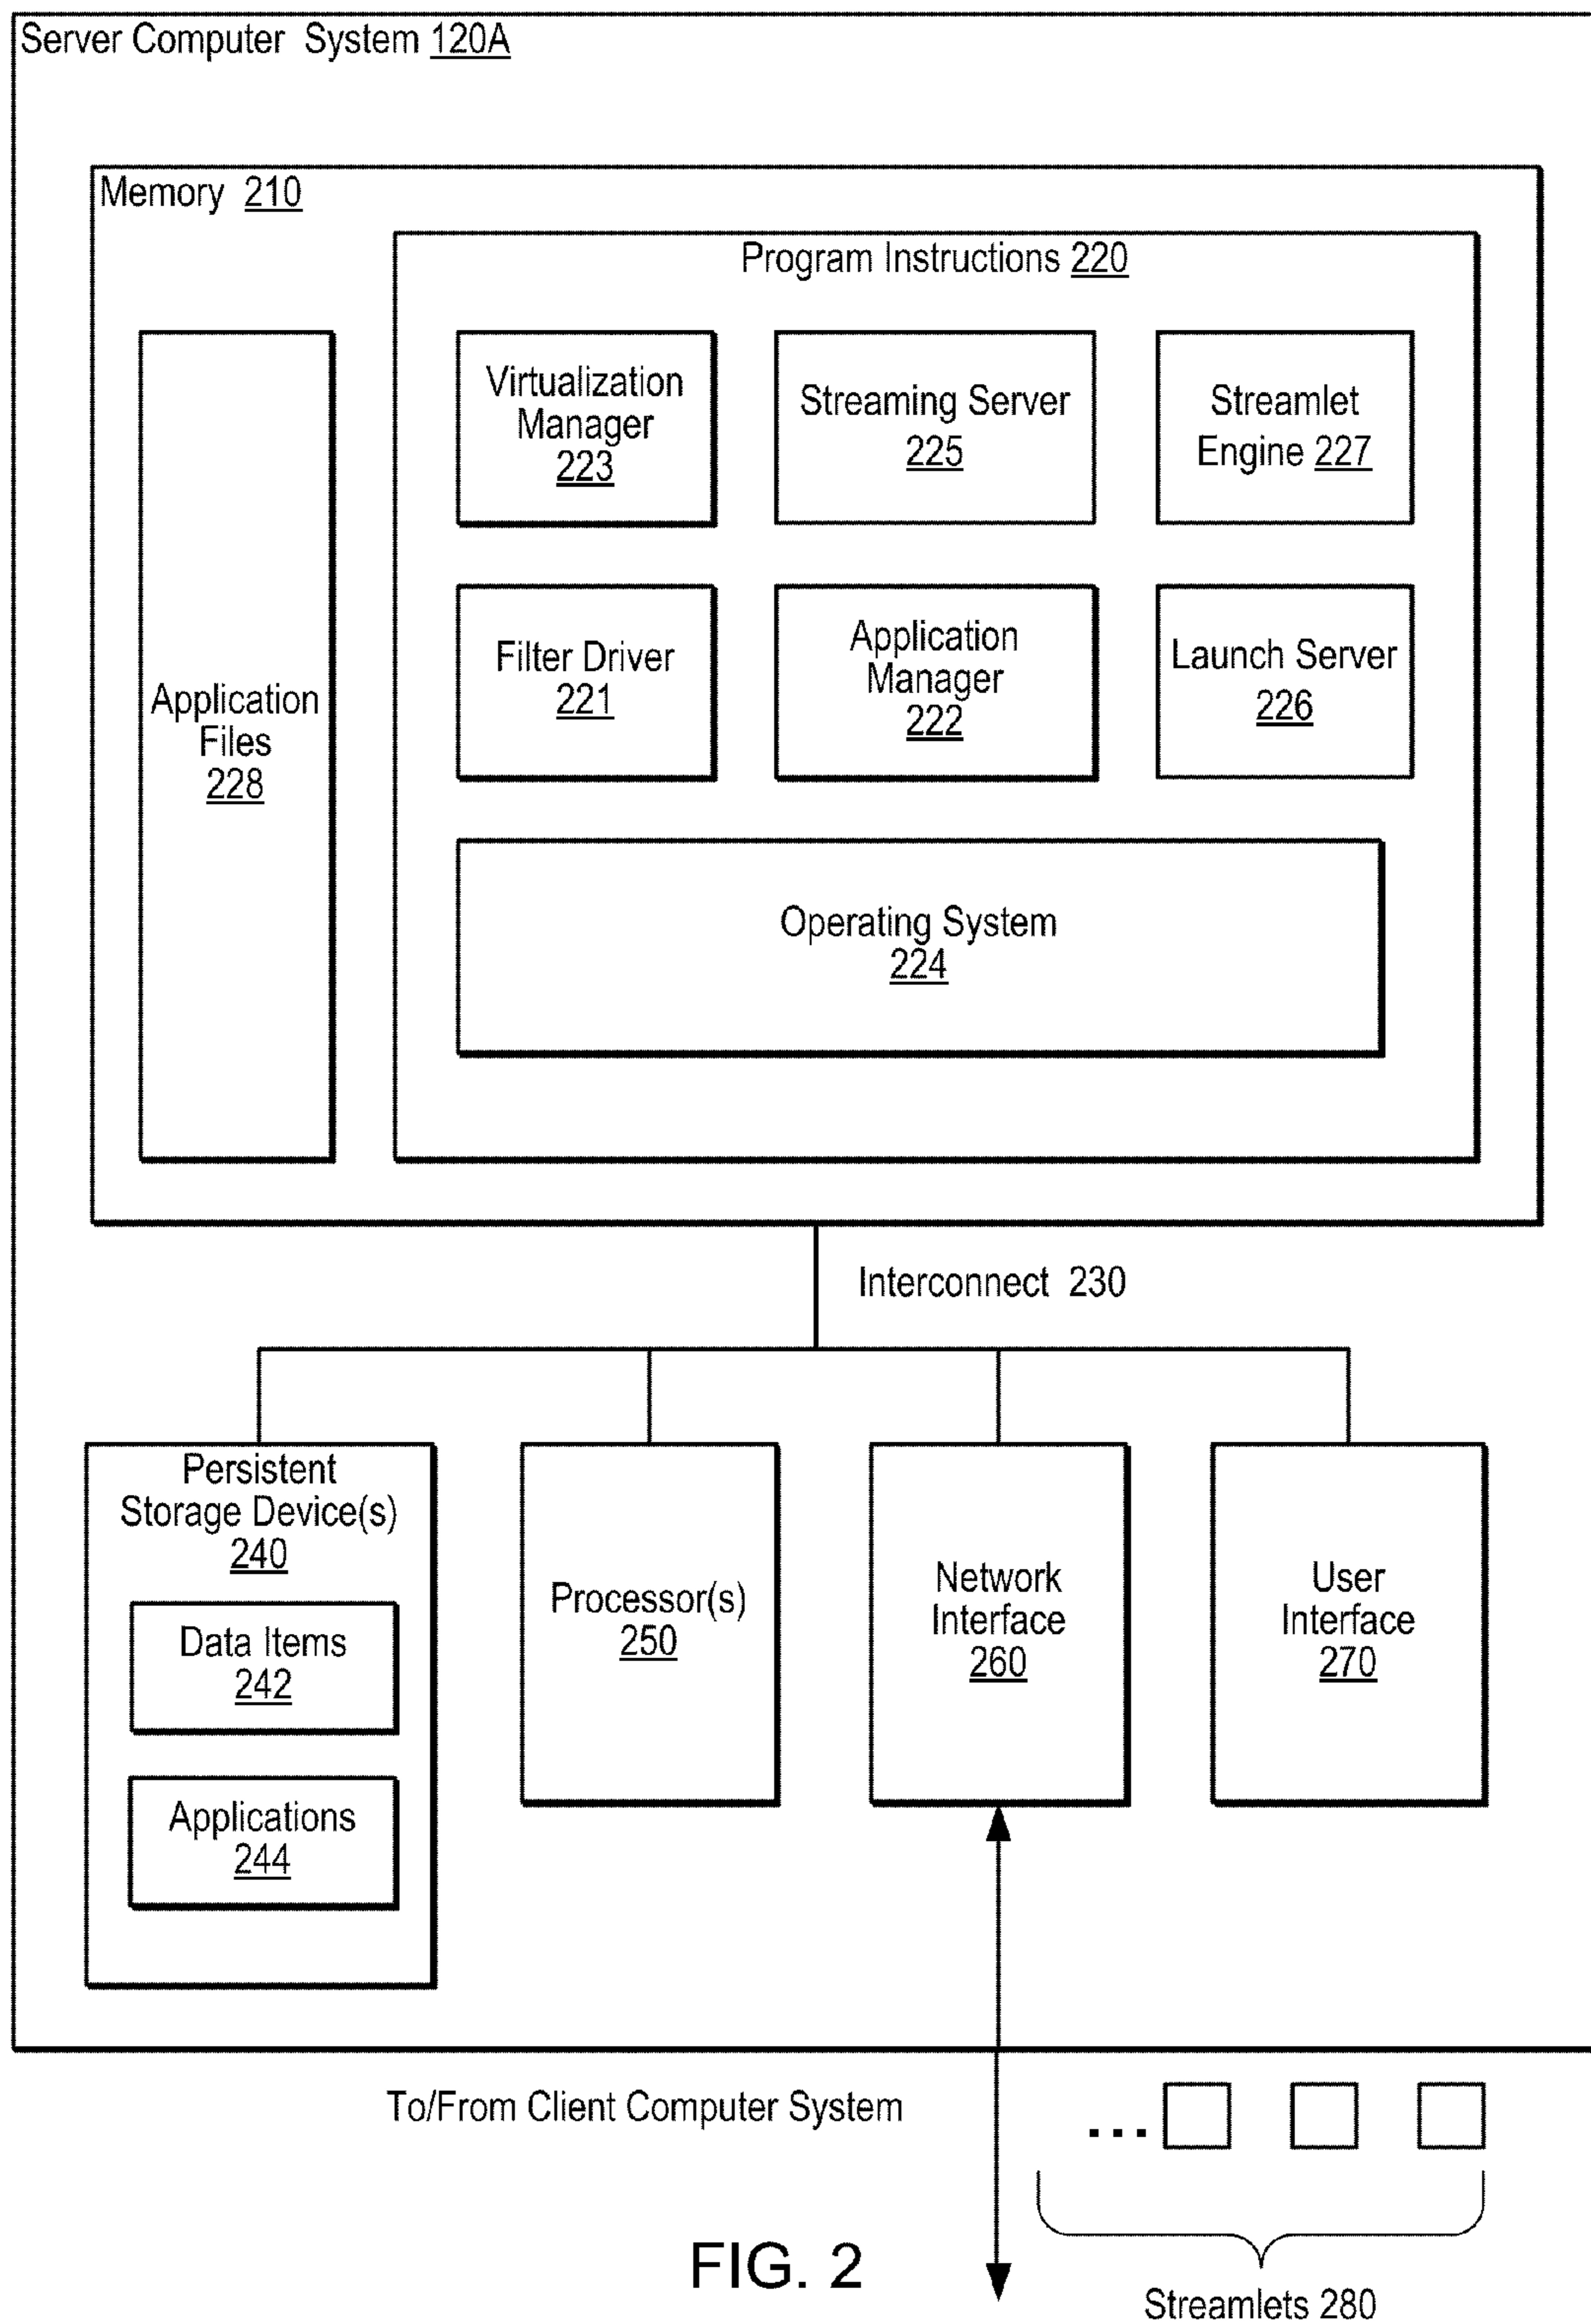 Server Computer System 120A
Memory 210
Program Instructions 220
Application
Files
228
Virtualization
Manager
223
Streaming Server
225
Streamlet
Engine 227
Filter Driver
221
Application
Manager
222
Launch Server
226
Operating System
224
Interconnect 230
Persistent
Storage Device(s)
240
Data Items
242
Applications
244
Processor(s)
250
Network
Interface
260
User
Interface
270
To/From Client Computer System
...
Streamlets 280
FIG. 2